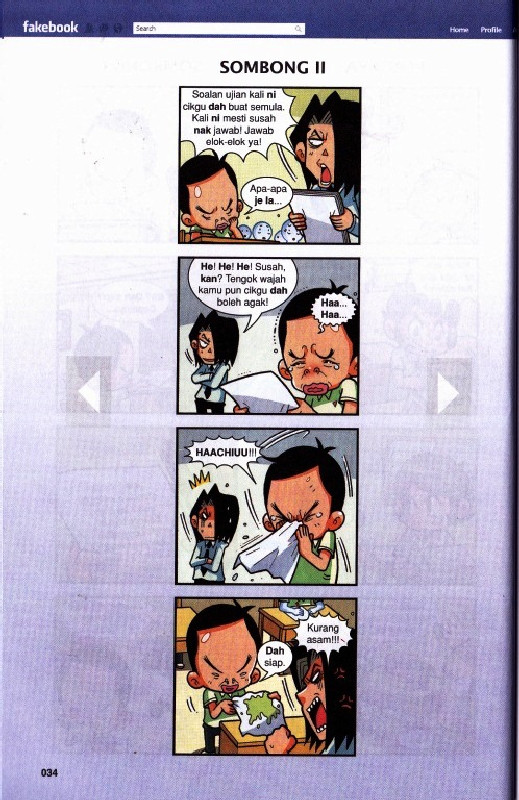 fakebook
Search
Home Profile
SOMBONG II
Soalan ujian kali ni
cikgu dah buat semula.
Kali ni mesti susah
nak jawab! Jawab
elok-elok ya!
Apa-apa
je la...
He! He! He! Susah,
kan? Tengok wajah
kamu pun cikgu dah
boleh agak!
Haa...
Haa...
HAACHIUU!!!
Kurang
asam!!!
Dah
siap.
034